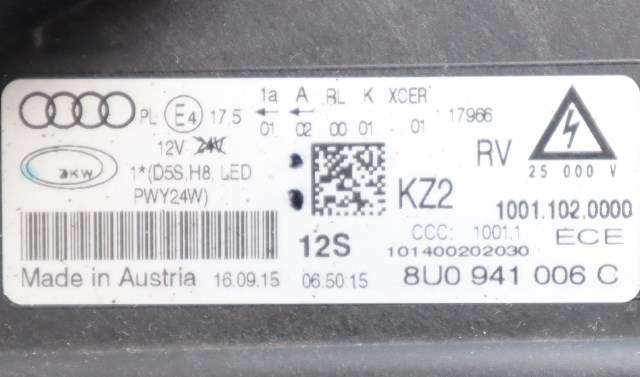 1a A RL K XCER
PL E4 17,5 ← ← 17966
01 02 00 01 - 01
12V 24V
ZKW 1*(D5S,H8, LED
PWY24W)
RV
25 000 V
KZ2
1001.102.0000
12S
CCC: 1001.1 ECE
101400202030
Made in Austria 16.09.15 06:50:15 8U0 941 006 C